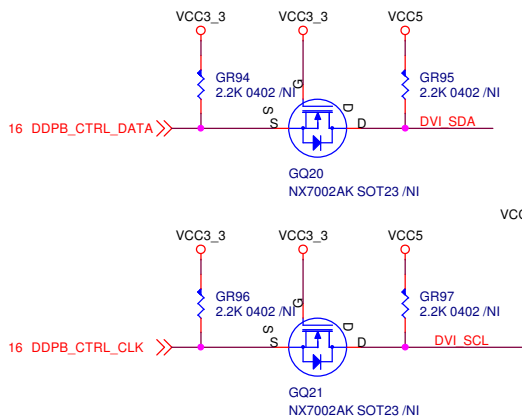 VCC3_3 VCC3_3 VCC5
GR94 GR95
2.2K 0402 /NI 2.2K 0402 /NI
G
S D
16 DDPB_CTRL_DATA S D DVI_SDA
GQ20
NX7002AK SOT23 /NI
VCC
VCC3_3 VCC3_3 VCC5
GR96 GR97
2.2K 0402 /NI 2.2K 0402 /NI
G
S D
16 DDPB_CTRL_CLK S D DVI_SCL
GQ21
NX7002AK SOT23 /NI